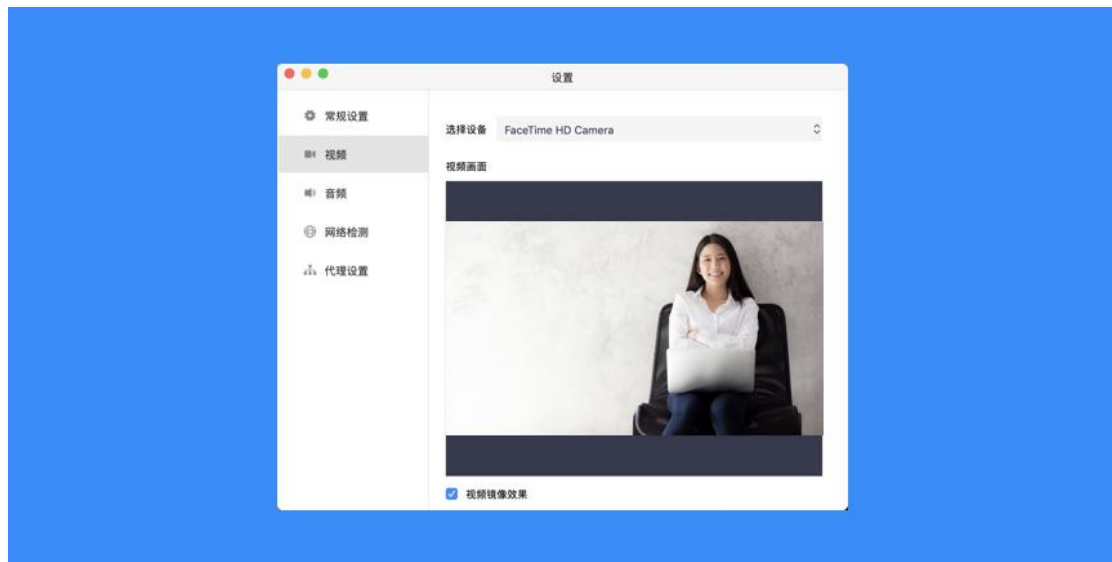 设置
常规设置
视频
音频
网络检测
代理设置
选择设备 FaceTime HD Camera
视频画面
视频镜像效果